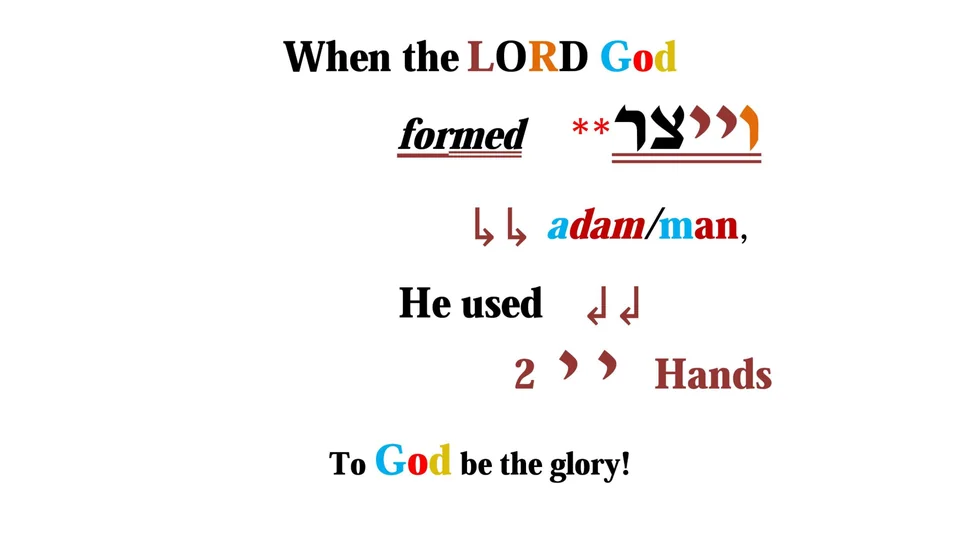 When the LORD God
formed **וייצר
↳↳ adam/man,
He used ↲↲
2 י י Hands
To God be the glory!